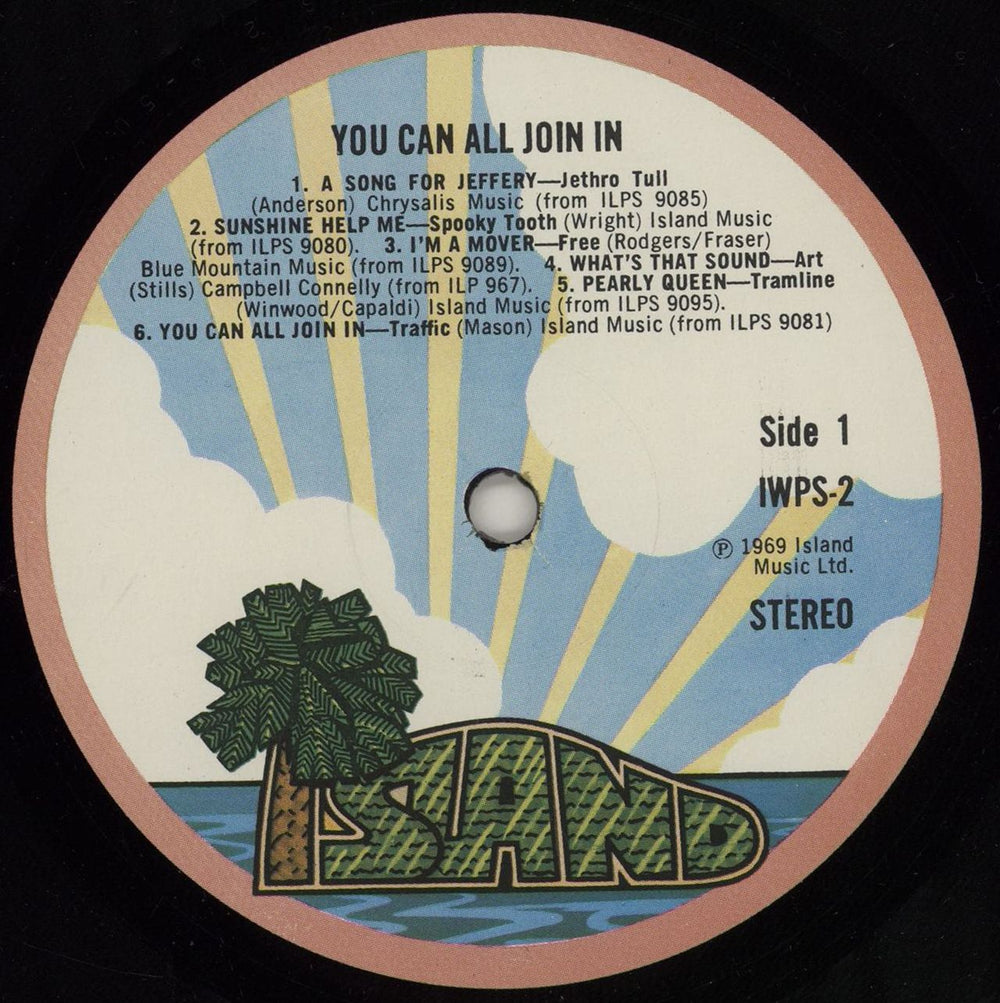 YOU CAN ALL JOIN IN
1. A SONG FOR JEFFERY—Jethro Tull
(Anderson) Chrysalis Music (from ILPS 9085)
2. SUNSHINE HELP ME—Spooky Tooth (Wright) Island Music
(from ILPS 9080). 3. I'M A MOVER—Free (Rodgers/Fraser)
Blue Mountain Music (from ILPS 9089). 4. WHAT'S THAT SOUND—Art
(Stills) Campbell Connelly (from ILP 967). 5. PEARLY QUEEN—Tramline
(Winwood/Capaldi) Island Music (from ILPS 9095).
6. YOU CAN ALL JOIN IN—Traffic (Mason) Island Music (from ILPS 9081)
Side 1
IWPS-2
℗ 1969 Island
Music Ltd.
STEREO
ISLAND